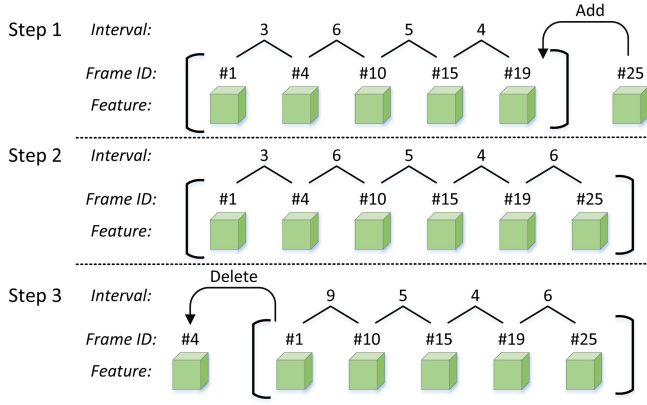 Add
Step 1 Interval: 3 6 5 4
Frame ID: #1 #4 #10 #15 #19 #25
Feature:
Step 2 Interval: 3 6 5 4 6
Frame ID: #1 #4 #10 #15 #19 #25
Feature:
Delete
Step 3 Interval: 9 5 4 6
Frame ID: #4 #1 #10 #15 #19 #25
Feature: